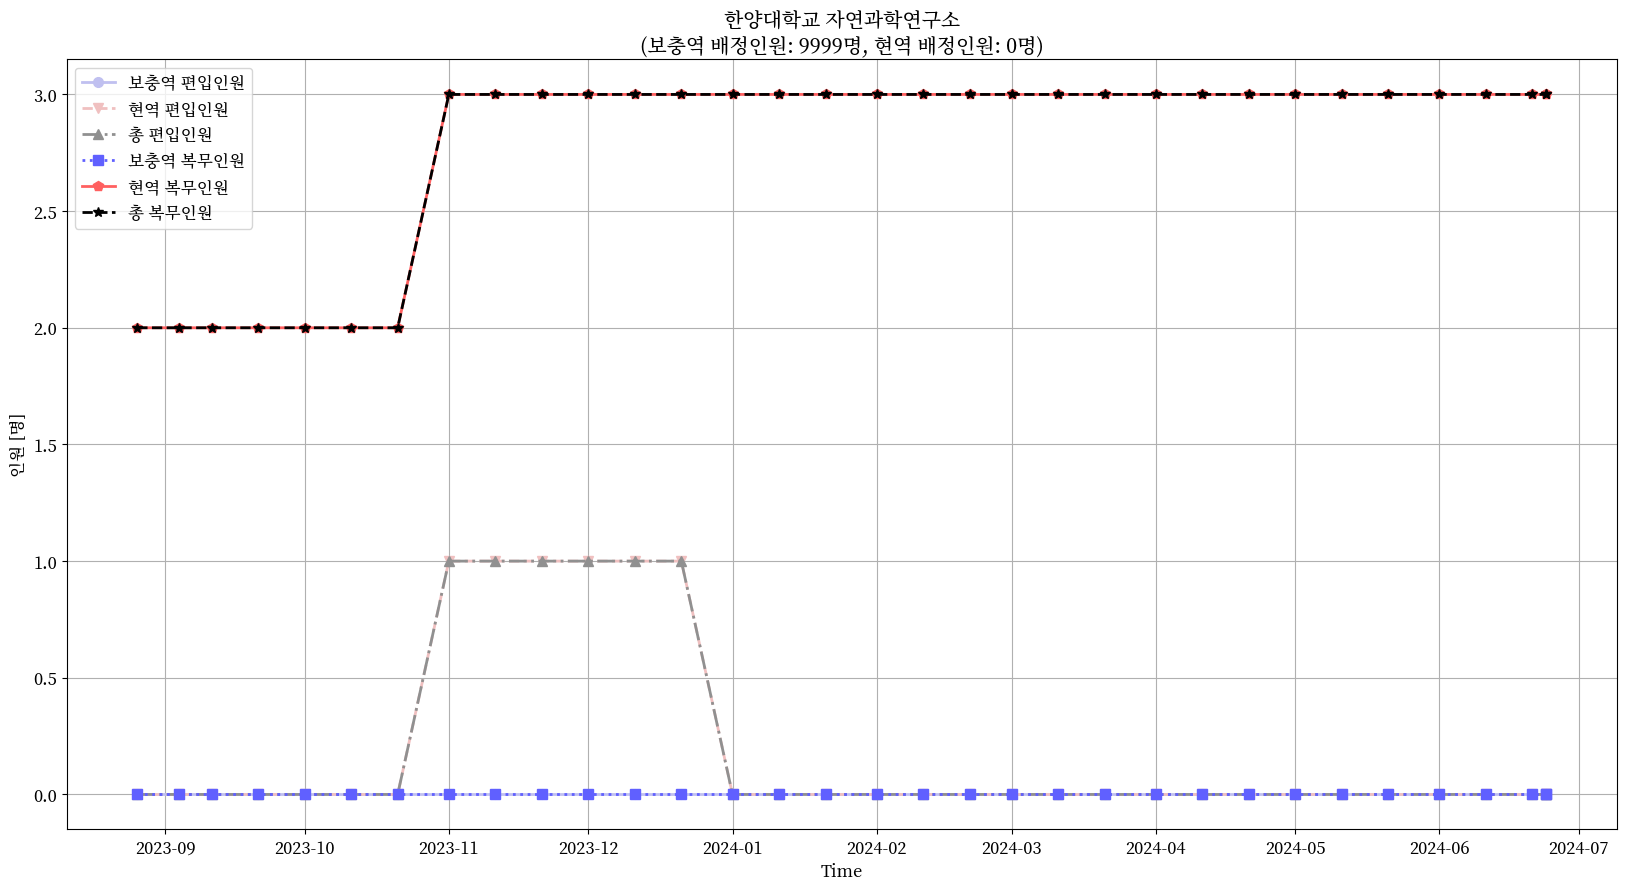 한양대학교 자연과학연구소
(보충역 배정인원: 9999명, 현역 배정인원: 0명)
보충역 편입인원
현역 편입인원
총 편입인원
보충역 복무인원
현역 복무인원
총 복무인원
인원 [명]
3.0
2.5
2.0
1.5
1.0
0.5
0.0
2023-09
2023-10
2023-11
2023-12
2024-01
2024-02
2024-03
2024-04
2024-05
2024-06
2024-07
Time